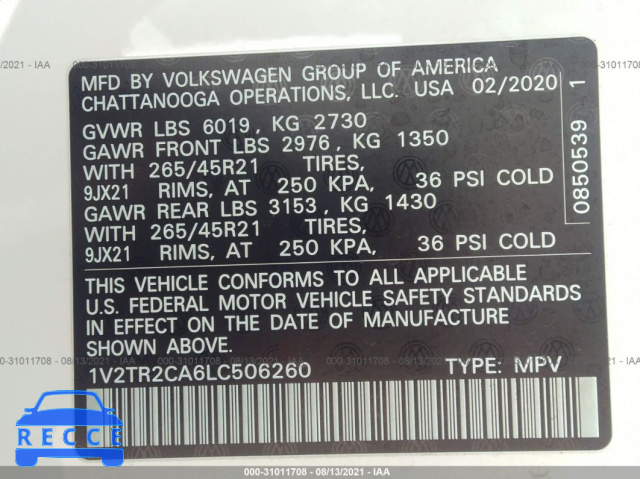 MFD BY VOLKSWAGEN GROUP OF AMERICA
CHATTANOOGA OPERATIONS, LLC. USA 02/2020
GVWR LBS 6019, KG 2730
GAWR FRONT LBS 2976, KG 1350
WITH 265/45R21 TIRES,
9JX21 RIMS, AT 250 KPA, 36 PSI COLD
GAWR REAR LBS 3153, KG 1430
WITH 265/45R21 TIRES,
9JX21 RIMS, AT 250 KPA, 36 PSI COLD
THIS VEHICLE CONFORMS TO ALL APPLICABLE
U.S. FEDERAL MOTOR VEHICLE SAFETY STANDARDS
IN EFFECT ON THE DATE OF MANUFACTURE
SHOWN ABOVE.
1V2TR2CA6LC506260 TYPE: MPV
0850539 1
RECCE
000-31011708 - 08/13/2021 - IAA